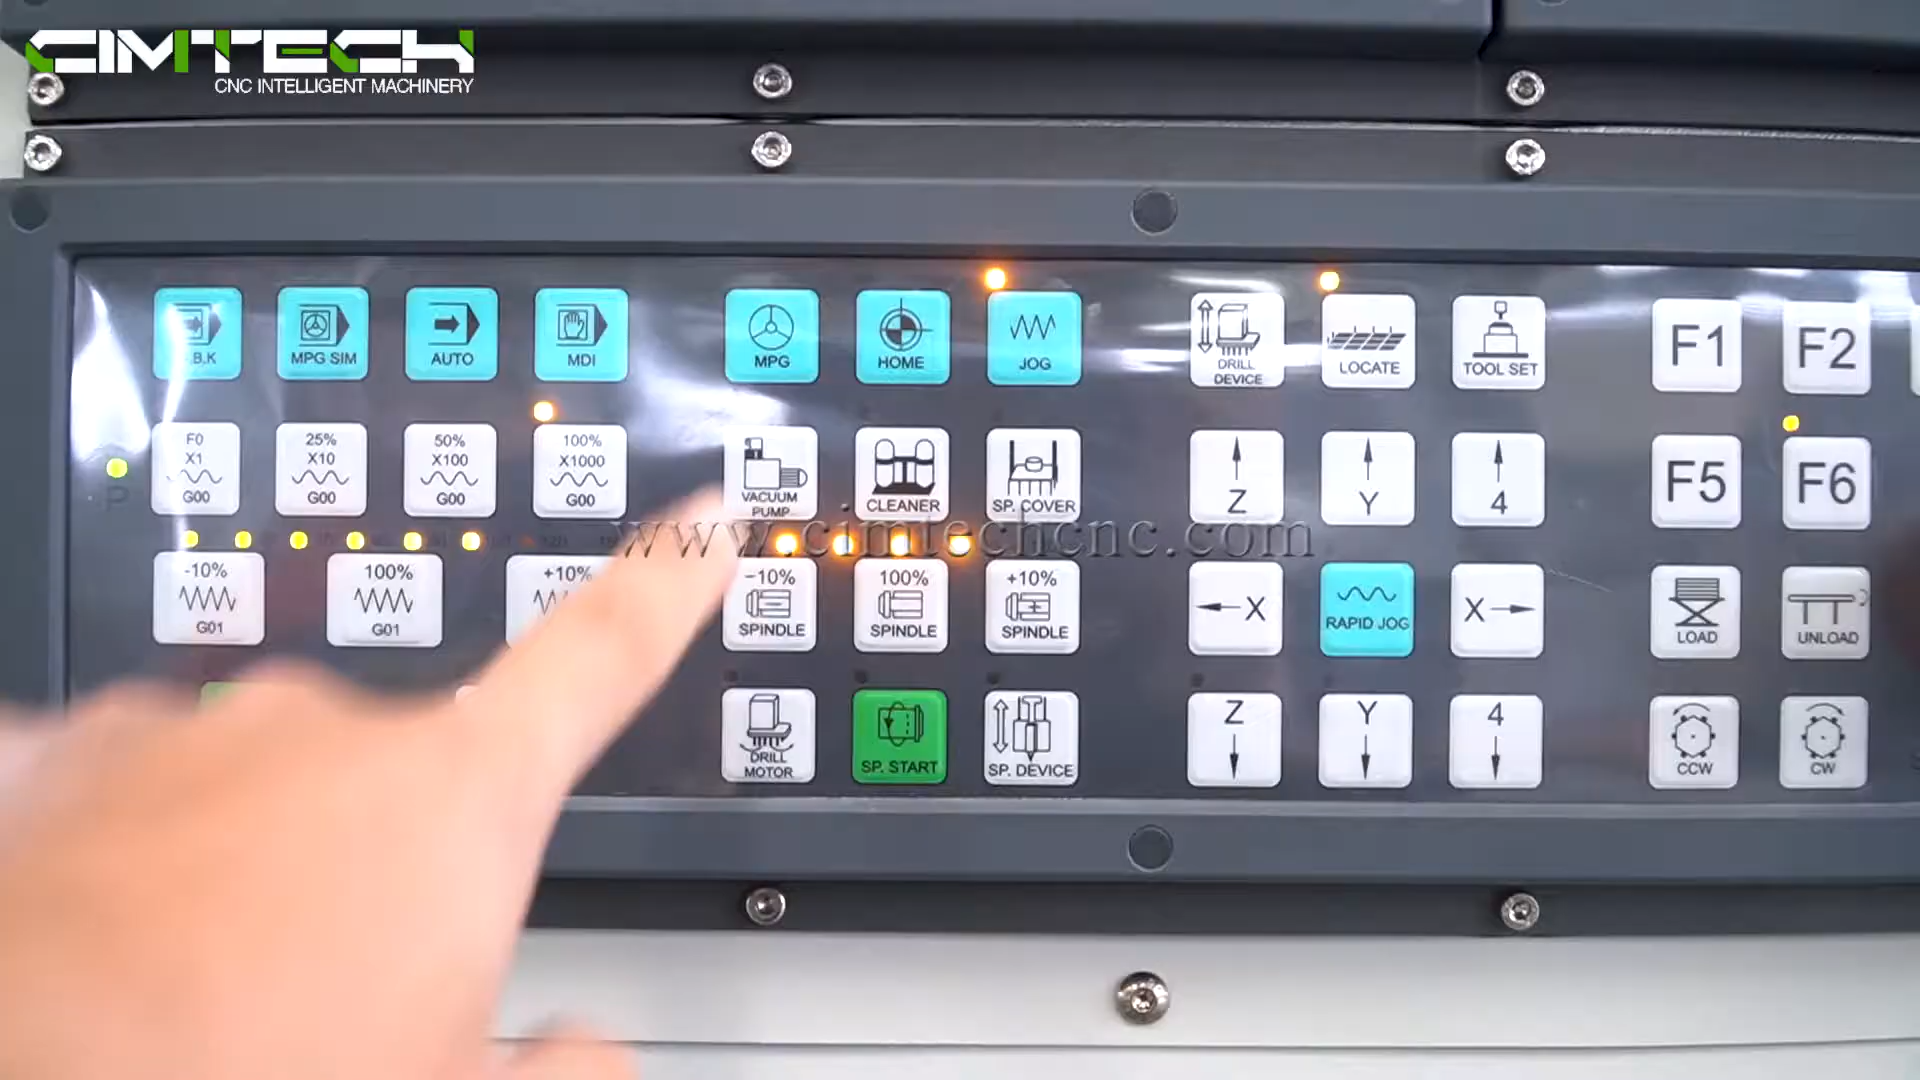 CIMTECH
CNC INTELLIGENT MACHINERY
.B.K
MPG SIM
AUTO
MDI
MPG
HOME
JOG
DRILL
DEVICE
LOCATE
TOOL SET
F1
F2
F0
X1
G00
25%
X10
G00
50%
X100
G00
100%
X1000
G00
VACUUM
PUMP
CLEANER
SP. COVER
Z
Y
4
F5
F6
www.cimtechcnc.com
-10%
G01
100%
G01
+10%
-10%
SPINDLE
100%
SPINDLE
+10%
SPINDLE
X
RAPID JOG
X
LOAD
UNLOAD
DRILL
MOTOR
SP. START
SP. DEVICE
Z
Y
4
CCW
CW